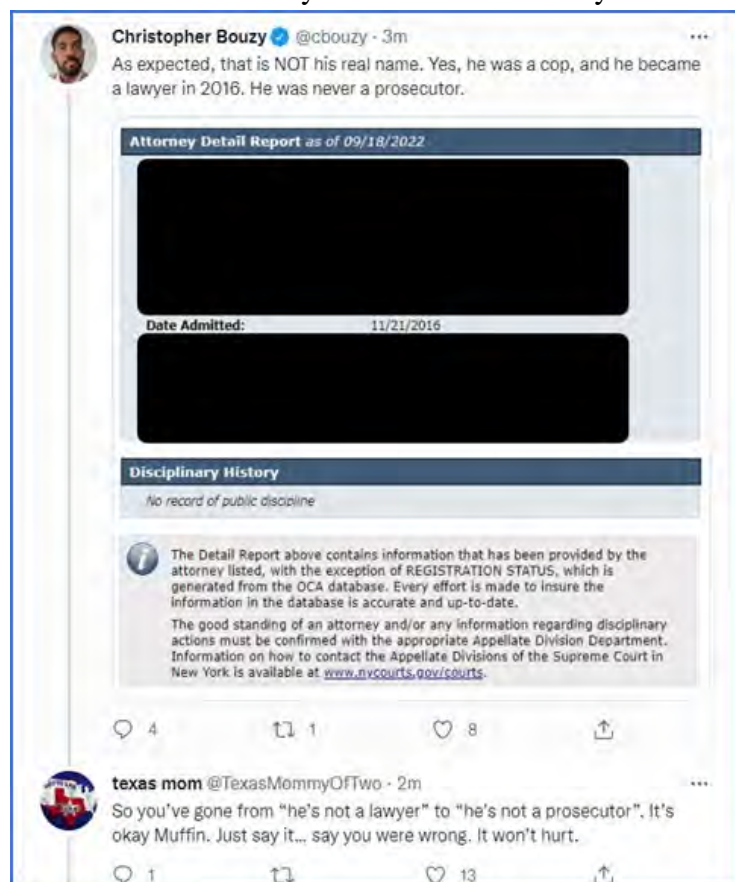 Christopher Bouzy @cbouzy · 3m
As expected, that is NOT his real name. Yes, he was a cop, and he became
a lawyer in 2016. He was never a prosecutor.
Attorney Detail Report as of 09/18/2022
Date Admitted: 11/21/2016
Disciplinary History
No record of public discipline
The Detail Report above contains information that has been provided by the
attorney listed, with the exception of REGISTRATION STATUS, which is
generated from the OCA database. Every effort is made to insure the
information in the database is accurate and up-to-date.
The good standing of an attorney and/or any information regarding disciplinary
actions must be confirmed with the appropriate Appellate Division Department.
Information on how to contact the Appellate Divisions of the Supreme Court in
New York is available at www.nycourts.gov/courts.
4 1 8
texas mom @TexasMommyOfTwo · 2m
So you've gone from “he's not a lawyer” to “he's not a prosecutor”. It's
okay Muffin. Just say it... say you were wrong. It won't hurt.
1 13